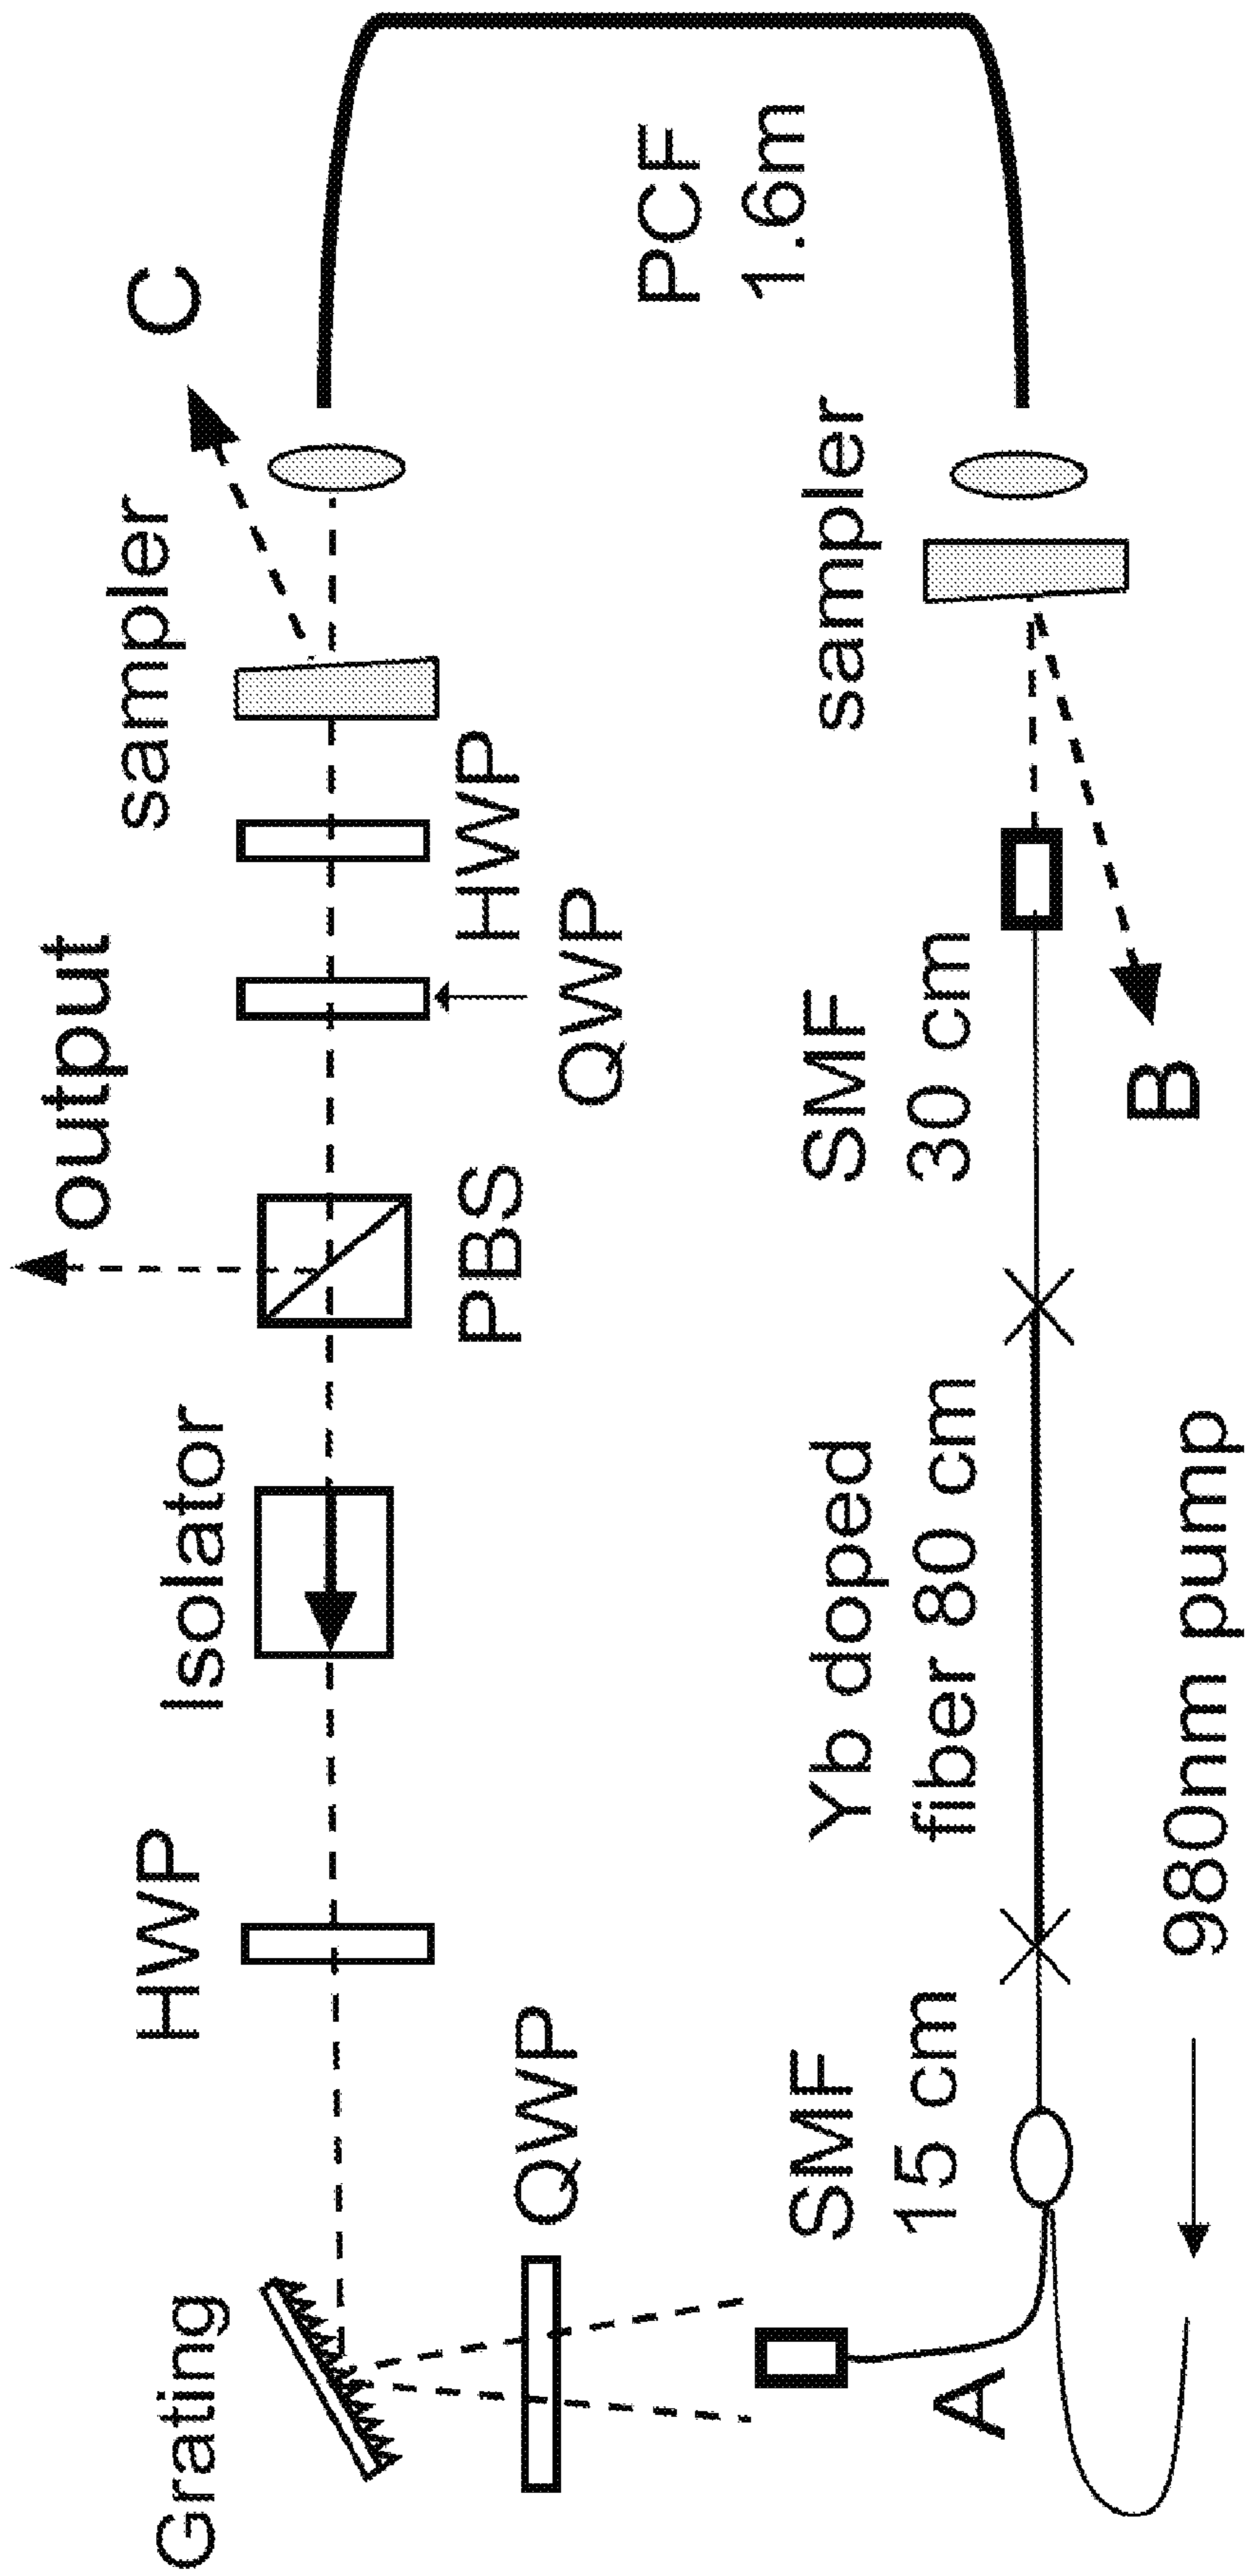 Grating
HWP
Isolator
output
sampler
C
QWP
PBS
QWP
HWP
PCF
1.6m
SMF
15 cm
Yb doped
fiber 80 cm
SMF
30 cm
sampler
A
980nm pump
B